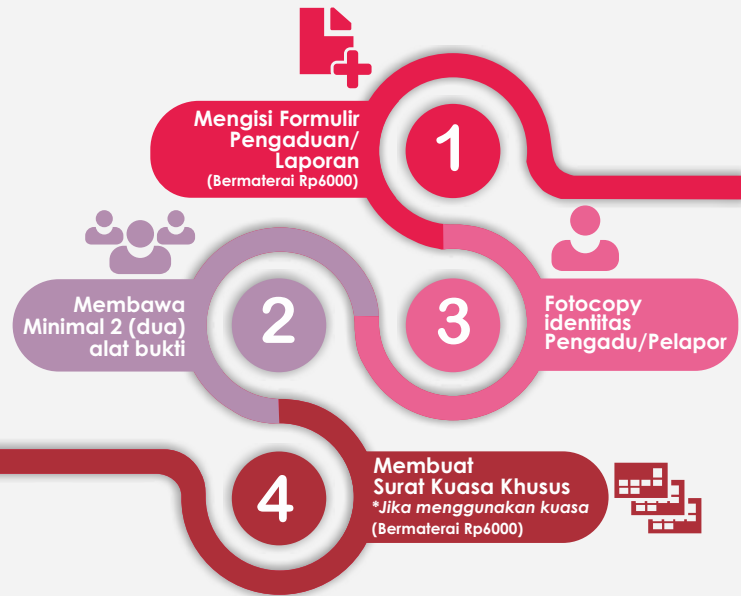 1
Mengisi Formulir
Pengaduan/
Laporan
(Bermaterai Rp6000)
2
Membawa
Minimal 2 (dua)
alat bukti
3
Fotocopy
identitas
Pengadu/Pelapor
4
Membuat
Surat Kuasa Khusus
*Jika menggunakan kuasa
(Bermaterai Rp6000)